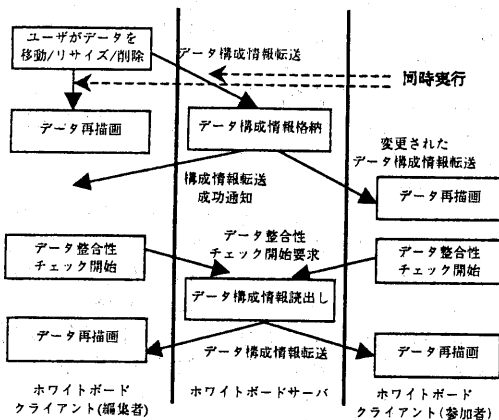 ユーザがデータを
移動/リサイズ/削除
データ構成情報転送
同時実行
データ再描画
データ構成情報格納
変更された
データ構成情報転送
構成情報転送
成功通知
データ再描画
データ整合性
チェック開始
データ整合性
チェック開始要求
データ整合性
チェック開始
データ構成情報読出し
データ再描画
データ構成情報転送
データ再描画
ホワイトボード
クライアント(編集者)
ホワイトボードサーバ
ホワイトボード
クライアント(参加者)